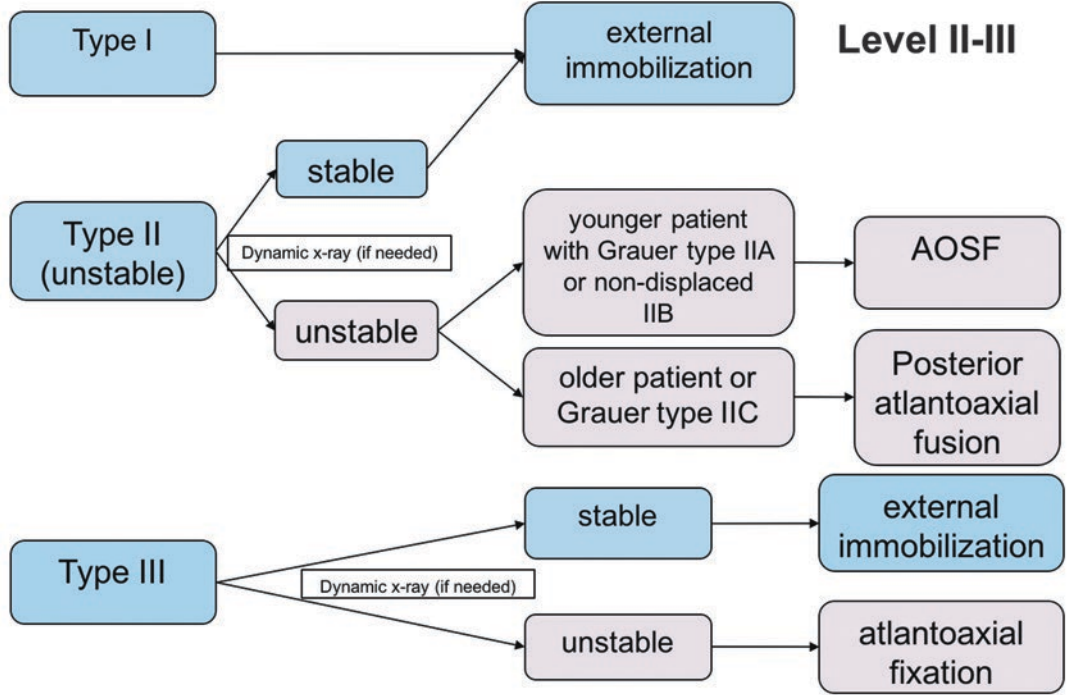 Type I
external
immobilization
Level II-III
stable
Type II
(unstable)
Dynamic x-ray (if needed)
unstable
younger patient
with Grauer type IIA
or non-displaced
IIB
AOSF
older patient or
Grauer type IIC
Posterior
atlantoaxial
fusion
Type III
stable
external
immobilization
Dynamic x-ray (if needed)
unstable
atlantoaxial
fixation